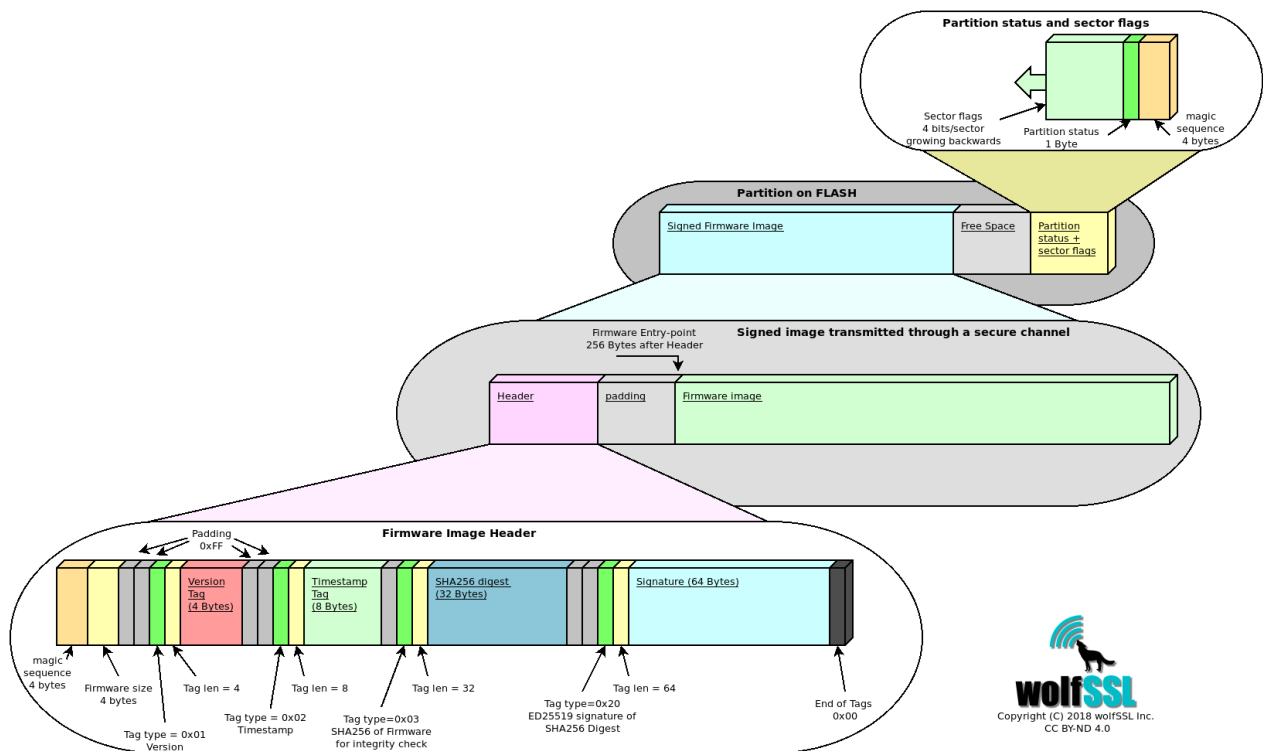 Partition status and sector flags
Sector flags
4 bits/sector
growing backwards
Partition status
1 Byte
magic
sequence
4 bytes
Partition on FLASH
Signed Firmware Image
Free Space
Partition
status +
sector flags
Firmware Entry-point
256 Bytes after Header
Signed image transmitted through a secure channel
Header
padding
Firmware image
Firmware Image Header
Padding
0xFF
Version
Tag
(4 Bytes)
Timestamp
Tag
(8 Bytes)
SHA256 digest
(32 Bytes)
Signature (64 Bytes)
magic
sequence
4 bytes
Firmware size
4 bytes
Tag len = 4
Tag len = 8
Tag len = 32
Tag len = 64
Tag type = 0x01
Version
Tag type = 0x02
Timestamp
Tag type=0x03
SHA256 of Firmware
for integrity check
Tag type=0x20
ED25519 signature of
SHA256 Digest
End of Tags
0x00
wolfSSL
Copyright (C) 2018 wolfSSL Inc.
CC BY-ND 4.0